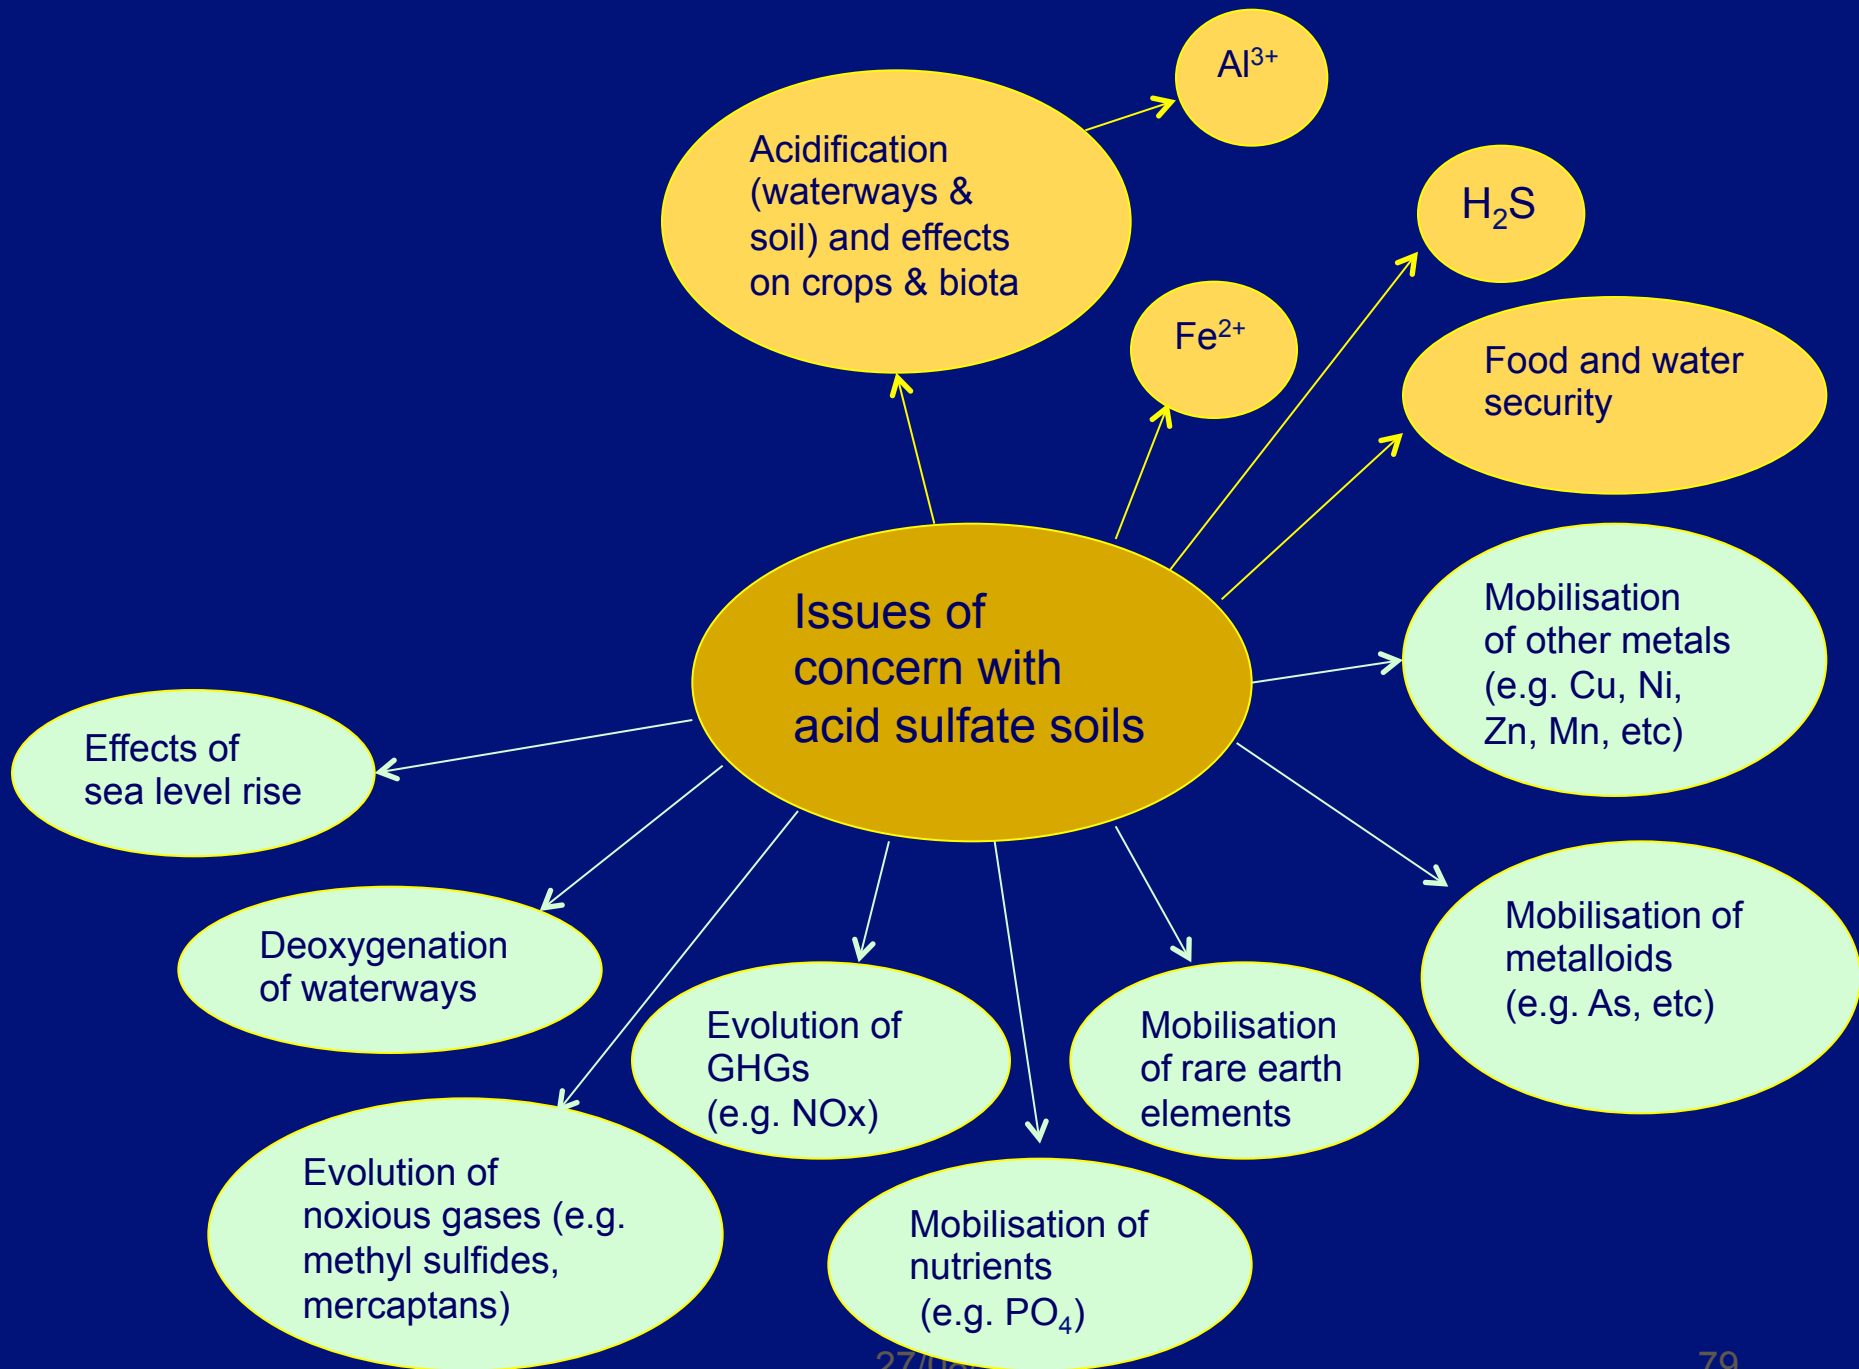 Al³⁺
Acidification
(waterways &
soil) and effects
on crops & biota
H₂S
Fe²⁺
Food and water
security
Issues of
concern with
acid sulfate soils
Mobilisation
of other metals
(e.g. Cu, Ni,
Zn, Mn, etc)
Effects of
sea level rise
Mobilisation of
metalloids
(e.g. As, etc)
Deoxygenation
of waterways
Evolution of
GHGs
(e.g. NOx)
Mobilisation
of rare earth
elements
Evolution of
noxious gases (e.g.
methyl sulfides,
mercaptans)
Mobilisation of
nutrients
(e.g. PO₄)
79